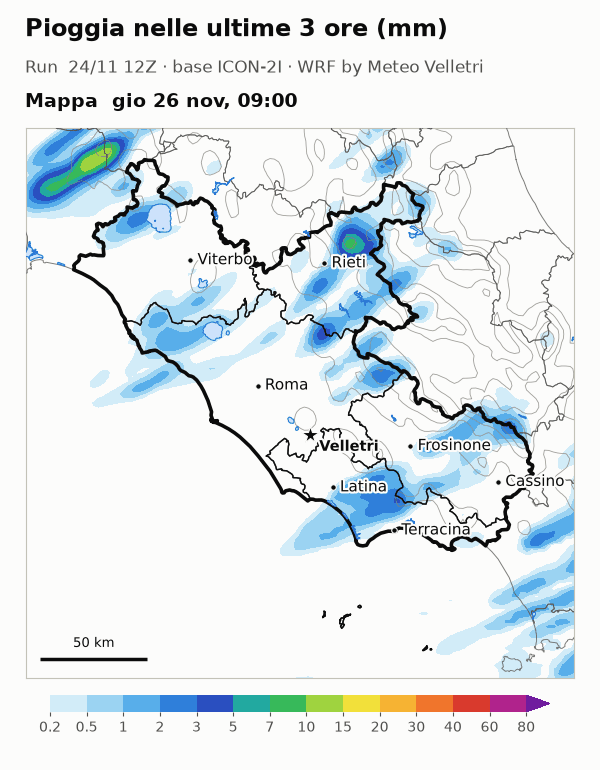 Pioggia nelle ultime 3 ore (mm)
Run  24/11 12Z · base ICON-2I · WRF by Meteo Velletri
Mappa  gio 26 nov, 09:00
Viterbo
Rieti
Roma
Velletri
Frosinone
Cassino
Latina
Terracina
50 km
0.2 0.5 1 2 3 5 7 10 15 20 30 40 60 80